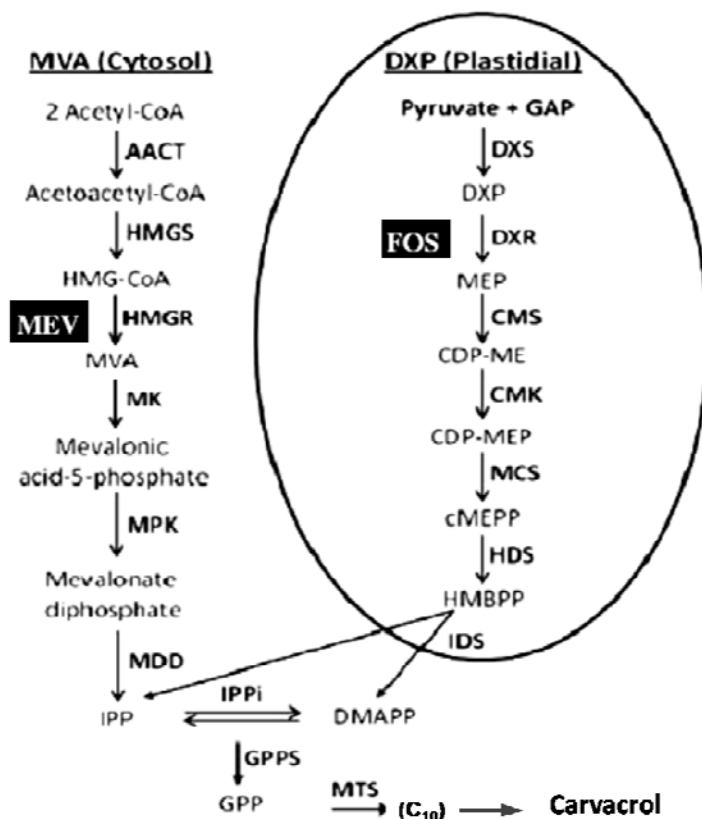 MVA (Cytosol)
2 Acetyl-CoA
AACT
Acetoacetyl-CoA
HMGS
HMG-CoA
MEV
HMGR
MVA
MK
Mevalonic
acid-5-phosphate
MPK
Mevalonate
diphosphate
MDD
IPP
DXP (Plastidial)
Pyruvate + GAP
DXS
DXP
FOS
DXR
MEP
CMS
CDP-ME
CMK
CDP-MEP
MCS
cMEPP
HDS
HMBPP
IDS
IPPi
DMAPP
GPPS
GPP
MTS
(C₁₀)
Carvacrol